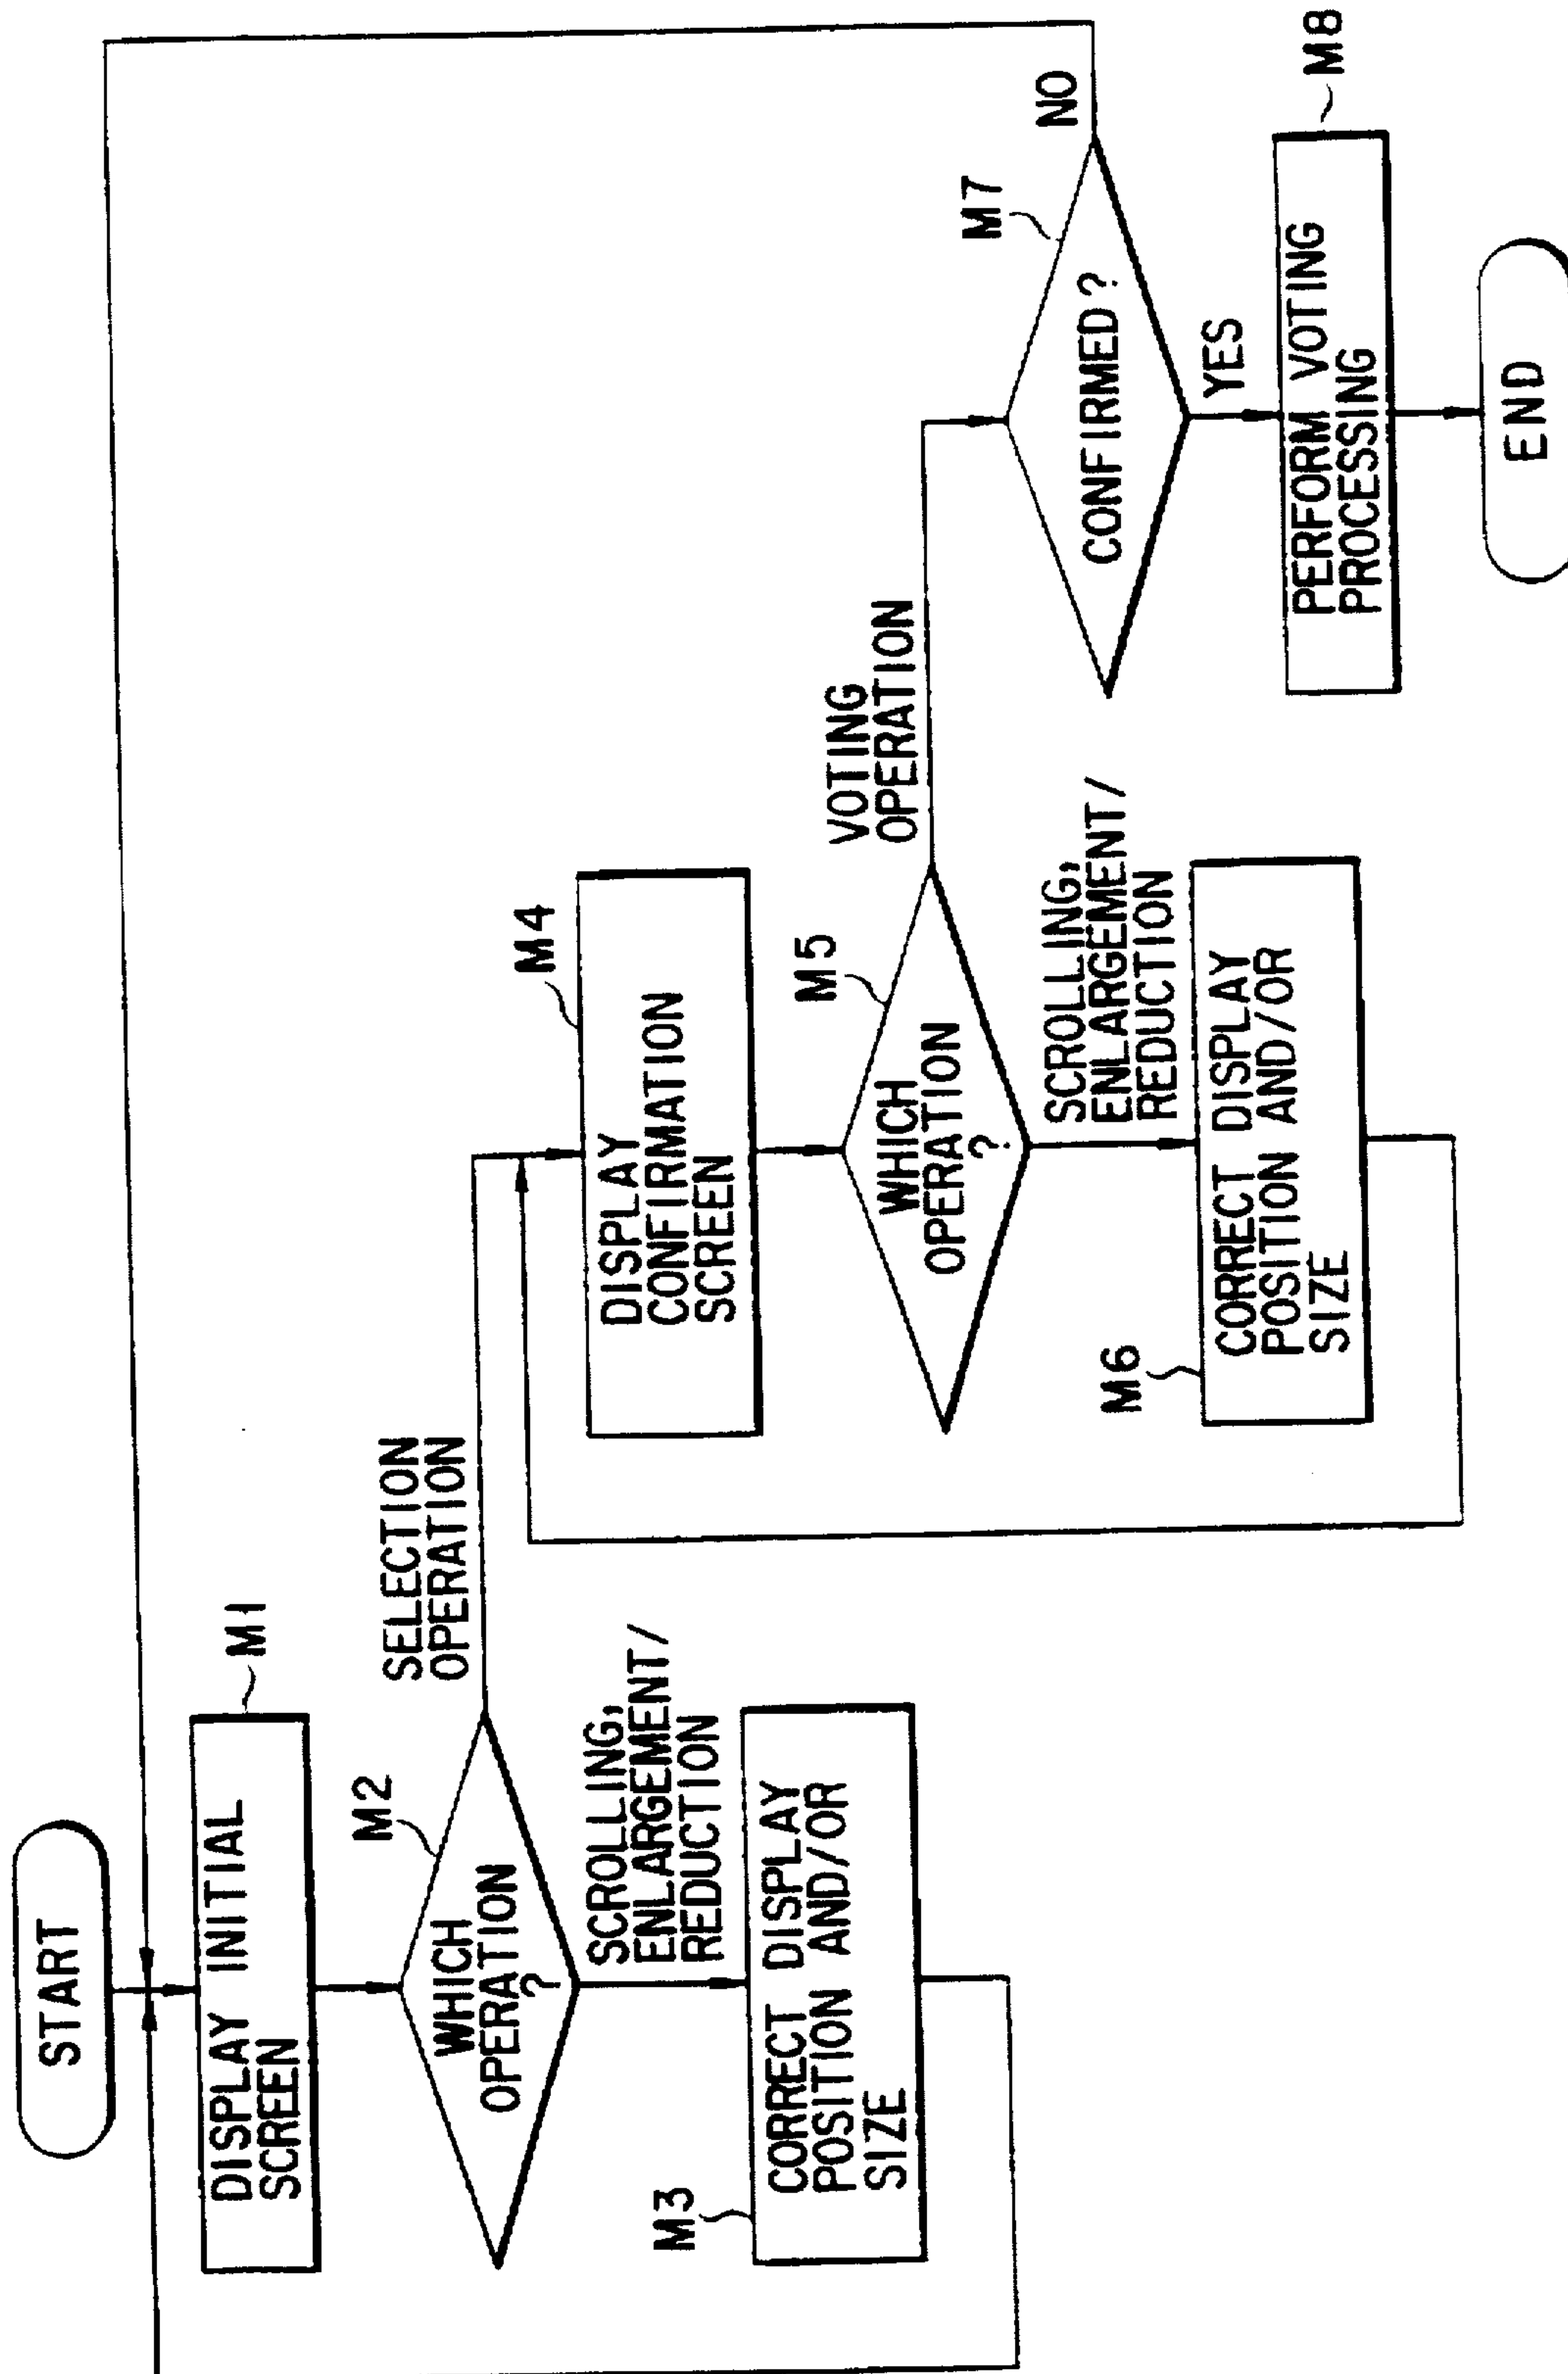 START
DISPLAY INITIAL
SCREEN
M1
WHICH
OPERATION
?
M2
SELECTION
OPERATION
SCROLLING,
ENLARGEMENT/
REDUCTION
CORRECT DISPLAY
POSITION AND/OR
SIZE
M3
DISPLAY
CONFIRMATION
SCREEN
M4
WHICH
OPERATION
?
M5
VOTING
OPERATION
SCROLLING,
ENLARGEMENT/
REDUCTION
CORRECT DISPLAY
POSITION AND/OR
SIZE
M6
CONFIRMED?
M7
NO
YES
PERFORM VOTING
PROCESSING
M8
END